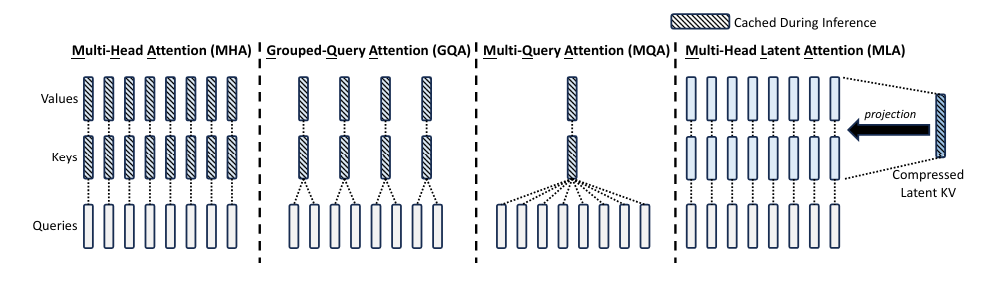 Cached During Inference
Multi-Head Attention (MHA)
Grouped-Query Attention (GQA)
Multi-Query Attention (MQA)
Multi-Head Latent Attention (MLA)
Values
Keys
Queries
projection
Compressed
Latent KV